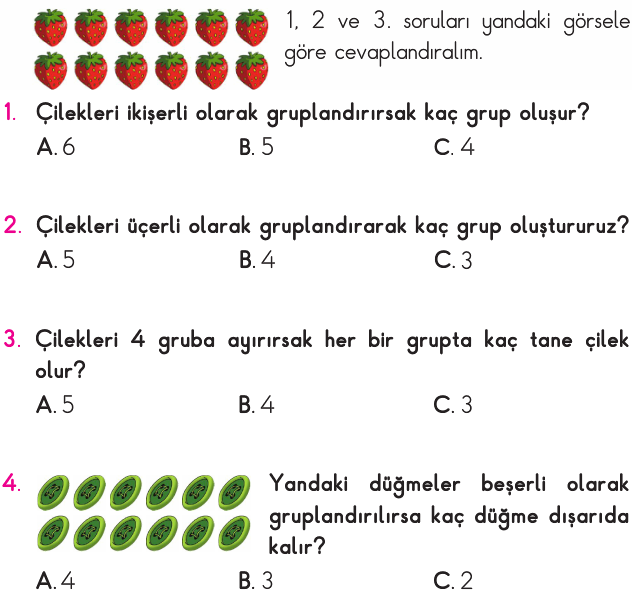 1, 2 ve 3. soruları yandaki görsele
göre cevaplandıralım.
1. Çilekleri ikişerli olarak gruplandırırsak kaç grup oluşur?
A. 6 B. 5 C. 4
2. Çilekleri üçerli olarak gruplandırarak kaç grup oluştururuz?
A. 5 B. 4 C. 3
3. Çilekleri 4 gruba ayırırsak her bir grupta kaç tane çilek
olur?
A. 5 B. 4 C. 3
4. Yandaki düğmeler beşerli olarak
gruplandırılırsa kaç düğme dışarıda
kalır?
A. 4 B. 3 C. 2